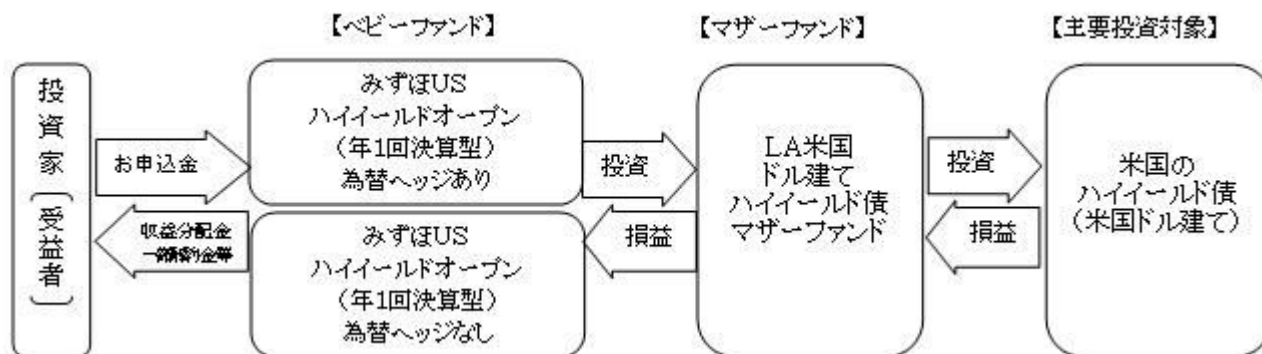 【ベビーファンド】
【マザーファンド】
【主要投資対象】
投資家
（受益者）
お申込金
収益分配金
みずほUS
ハイイールドオープン
（年1回決算型）
為替ヘッジあり
みずほUS
ハイイールドオープン
（年1回決算型）
為替ヘッジなし
投資
損益
LA米国
ドル建て
ハイイールド債
マザーファンド
投資
損益
米国の
ハイイールド債
（米国ドル建て）